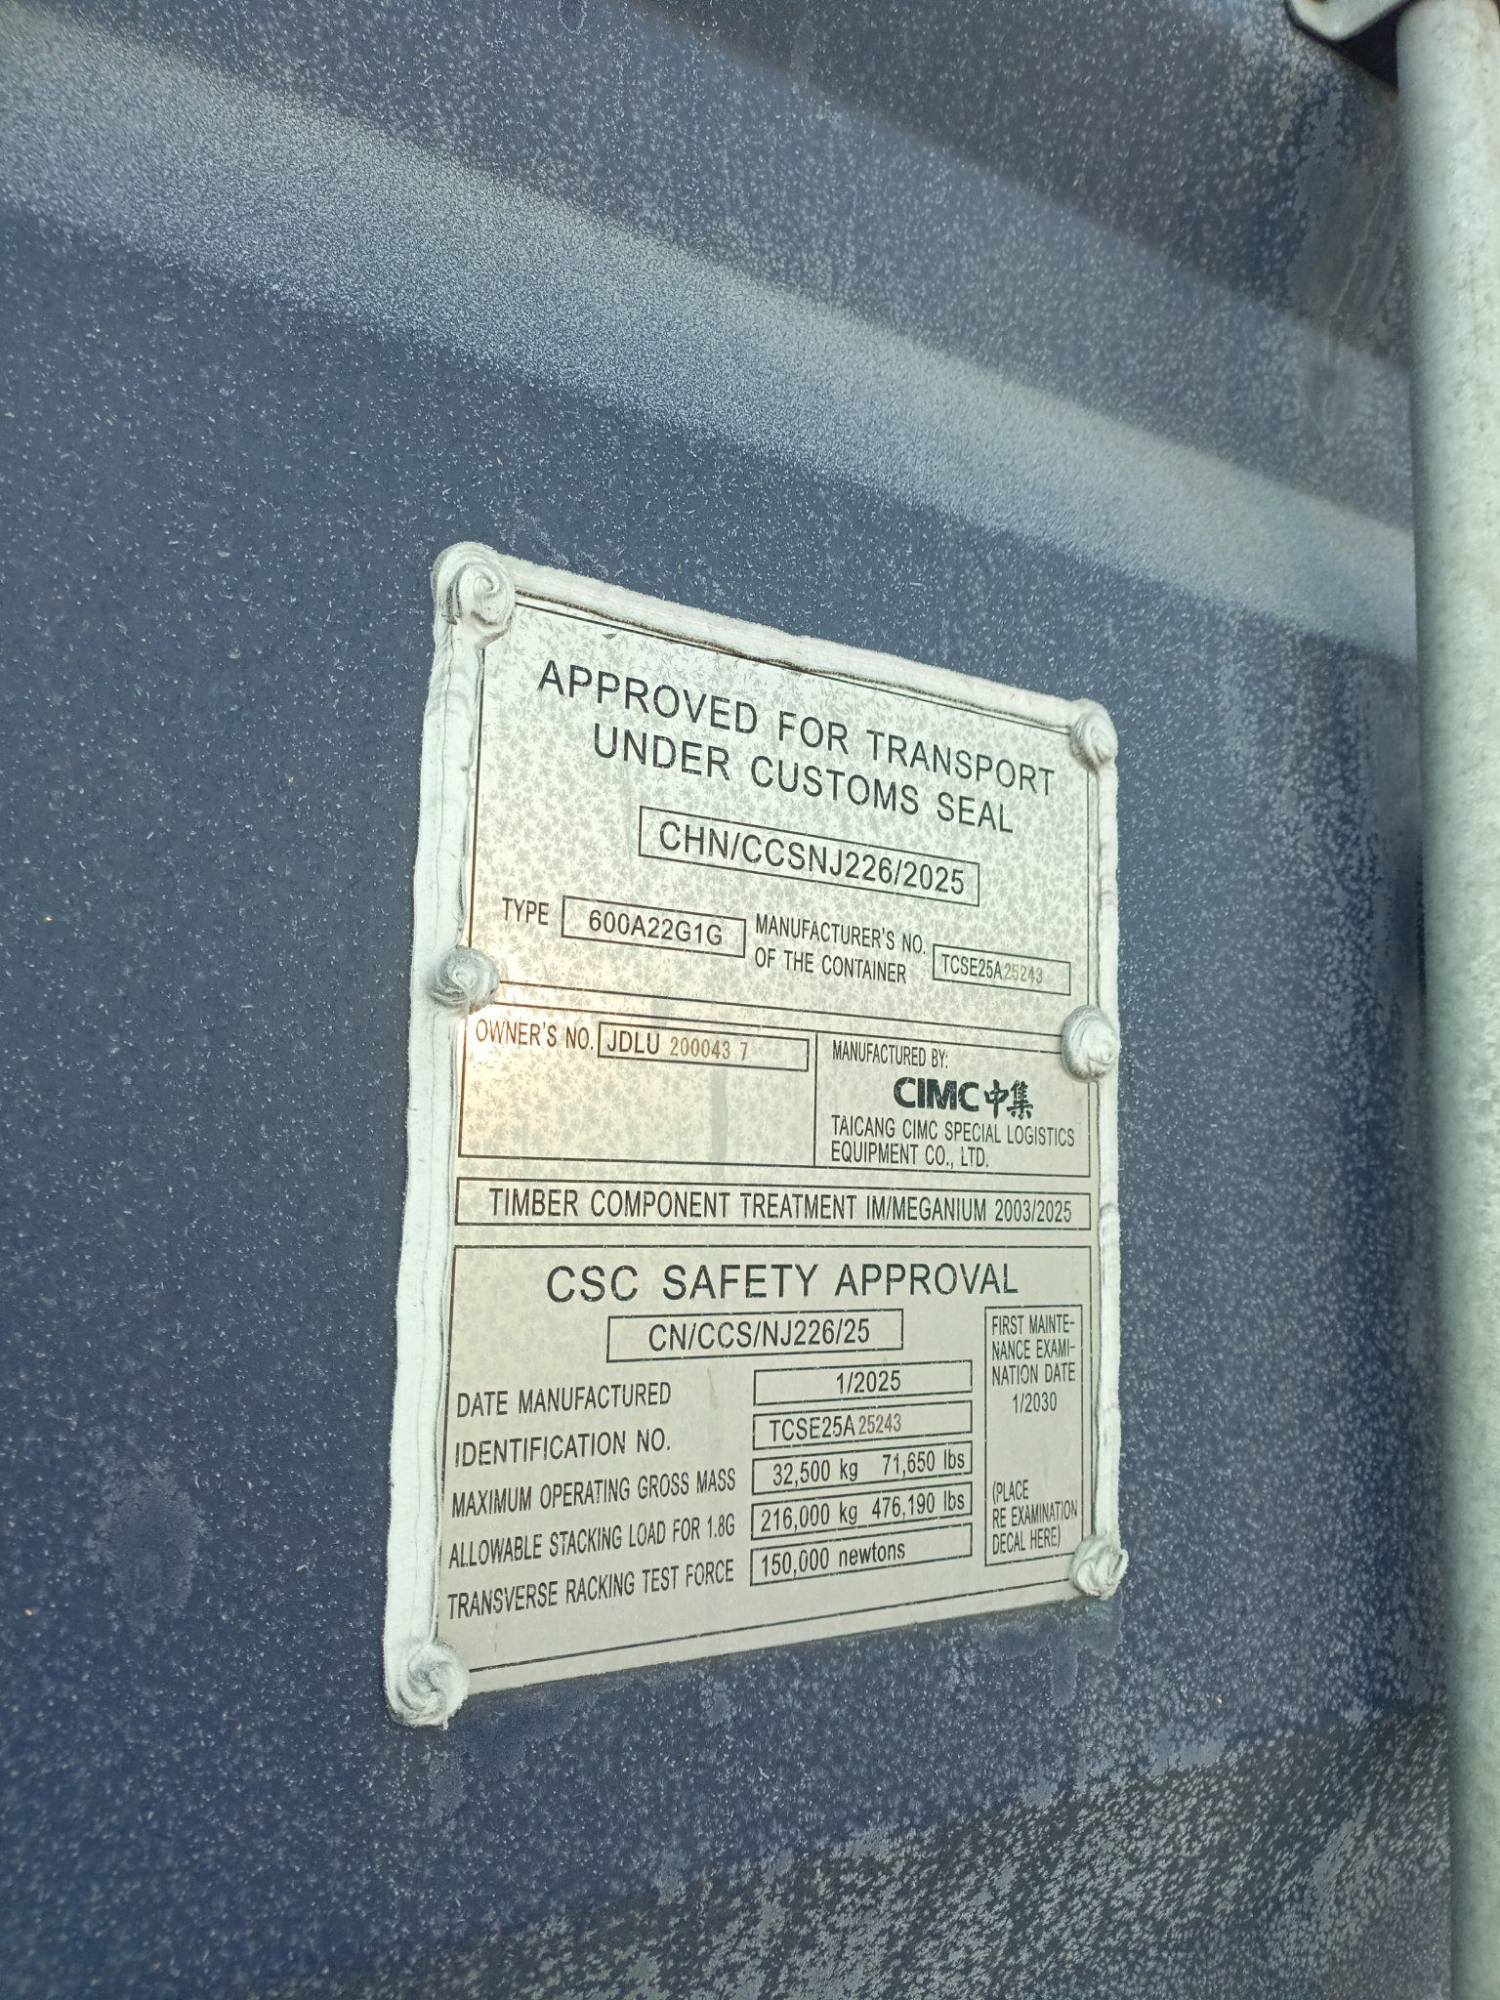 APPROVED FOR TRANSPORT
UNDER CUSTOMS SEAL
CHN/CCSNJ226/2025
TYPE 600A22G1G MANUFACTURER'S NO.
OF THE CONTAINER TCSE25A25243
OWNER'S NO. JDLU 200043 7
MANUFACTURED BY:
CIMC中集
TAICANG CIMC SPECIAL LOGISTICS
EQUIPMENT CO., LTD.
TIMBER COMPONENT TREATMENT IM/MEGANIUM 2003/2025
CSC SAFETY APPROVAL
CN/CCS/NJ226/25
DATE MANUFACTURED 1/2025
IDENTIFICATION NO. TCSE25A25243
MAXIMUM OPERATING GROSS MASS 32,500 kg 71,650 lbs
ALLOWABLE STACKING LOAD FOR 1.8G 216,000 kg 476,190 lbs
TRANSVERSE RACKING TEST FORCE 150,000 newtons
FIRST MAINTE-
NANCE EXAMI-
NATION DATE
1/2030
(PLACE
RE EXAMINATION
DECAL HERE)